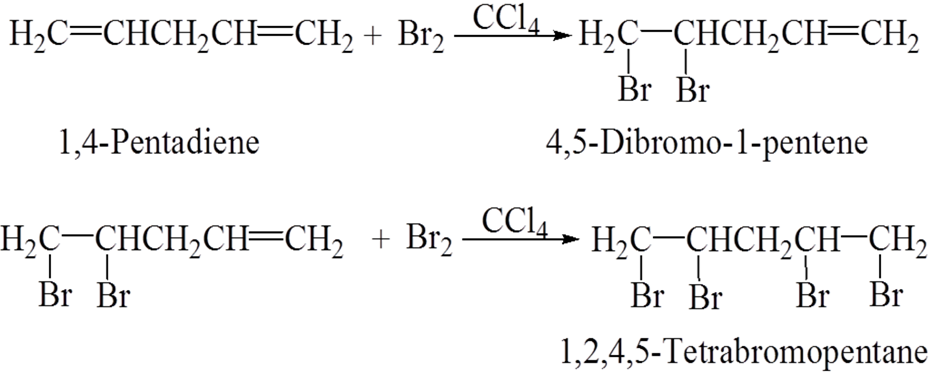 H₂C=CHCH₂CH=CH₂ + Br₂ CCl₄ H₂C—CHCH₂CH=CH₂
Br Br
1,4-Pentadiene 4,5-Dibromo-1-pentene
H₂C—CHCH₂CH=CH₂ + Br₂ CCl₄ H₂C—CHCH₂CH—CH₂
Br Br Br Br Br Br
1,2,4,5-Tetrabromopentane